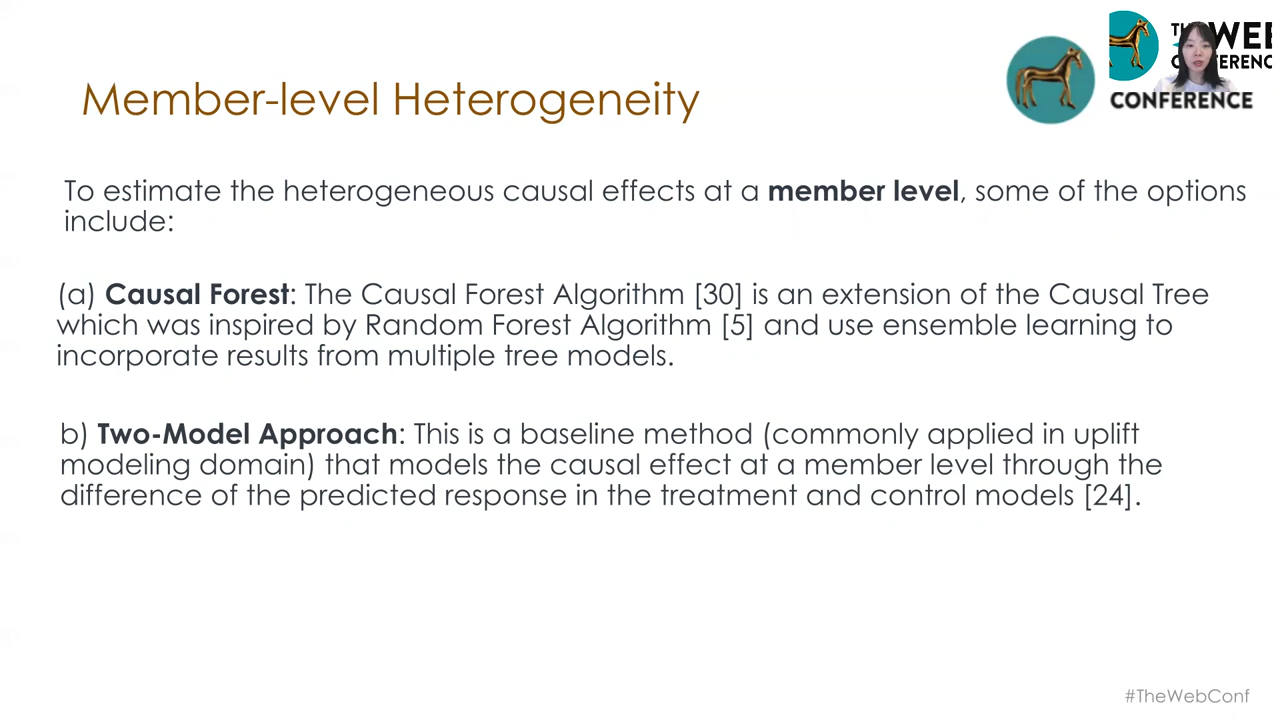 Member-level Heterogeneity
CONFERENCE
To estimate the heterogeneous causal effects at a member level, some of the options
include:
(a) Causal Forest: The Causal Forest Algorithm [30] is an extension of the Causal Tree
which was inspired by Random Forest Algorithm [5] and use ensemble learning to
incorporate results from multiple tree models.
b) Two-Model Approach: This is a baseline method (commonly applied in uplift
modeling domain) that models the causal effect at a member level through the
difference of the predicted response in the treatment and control models [24].
#TheWebConf